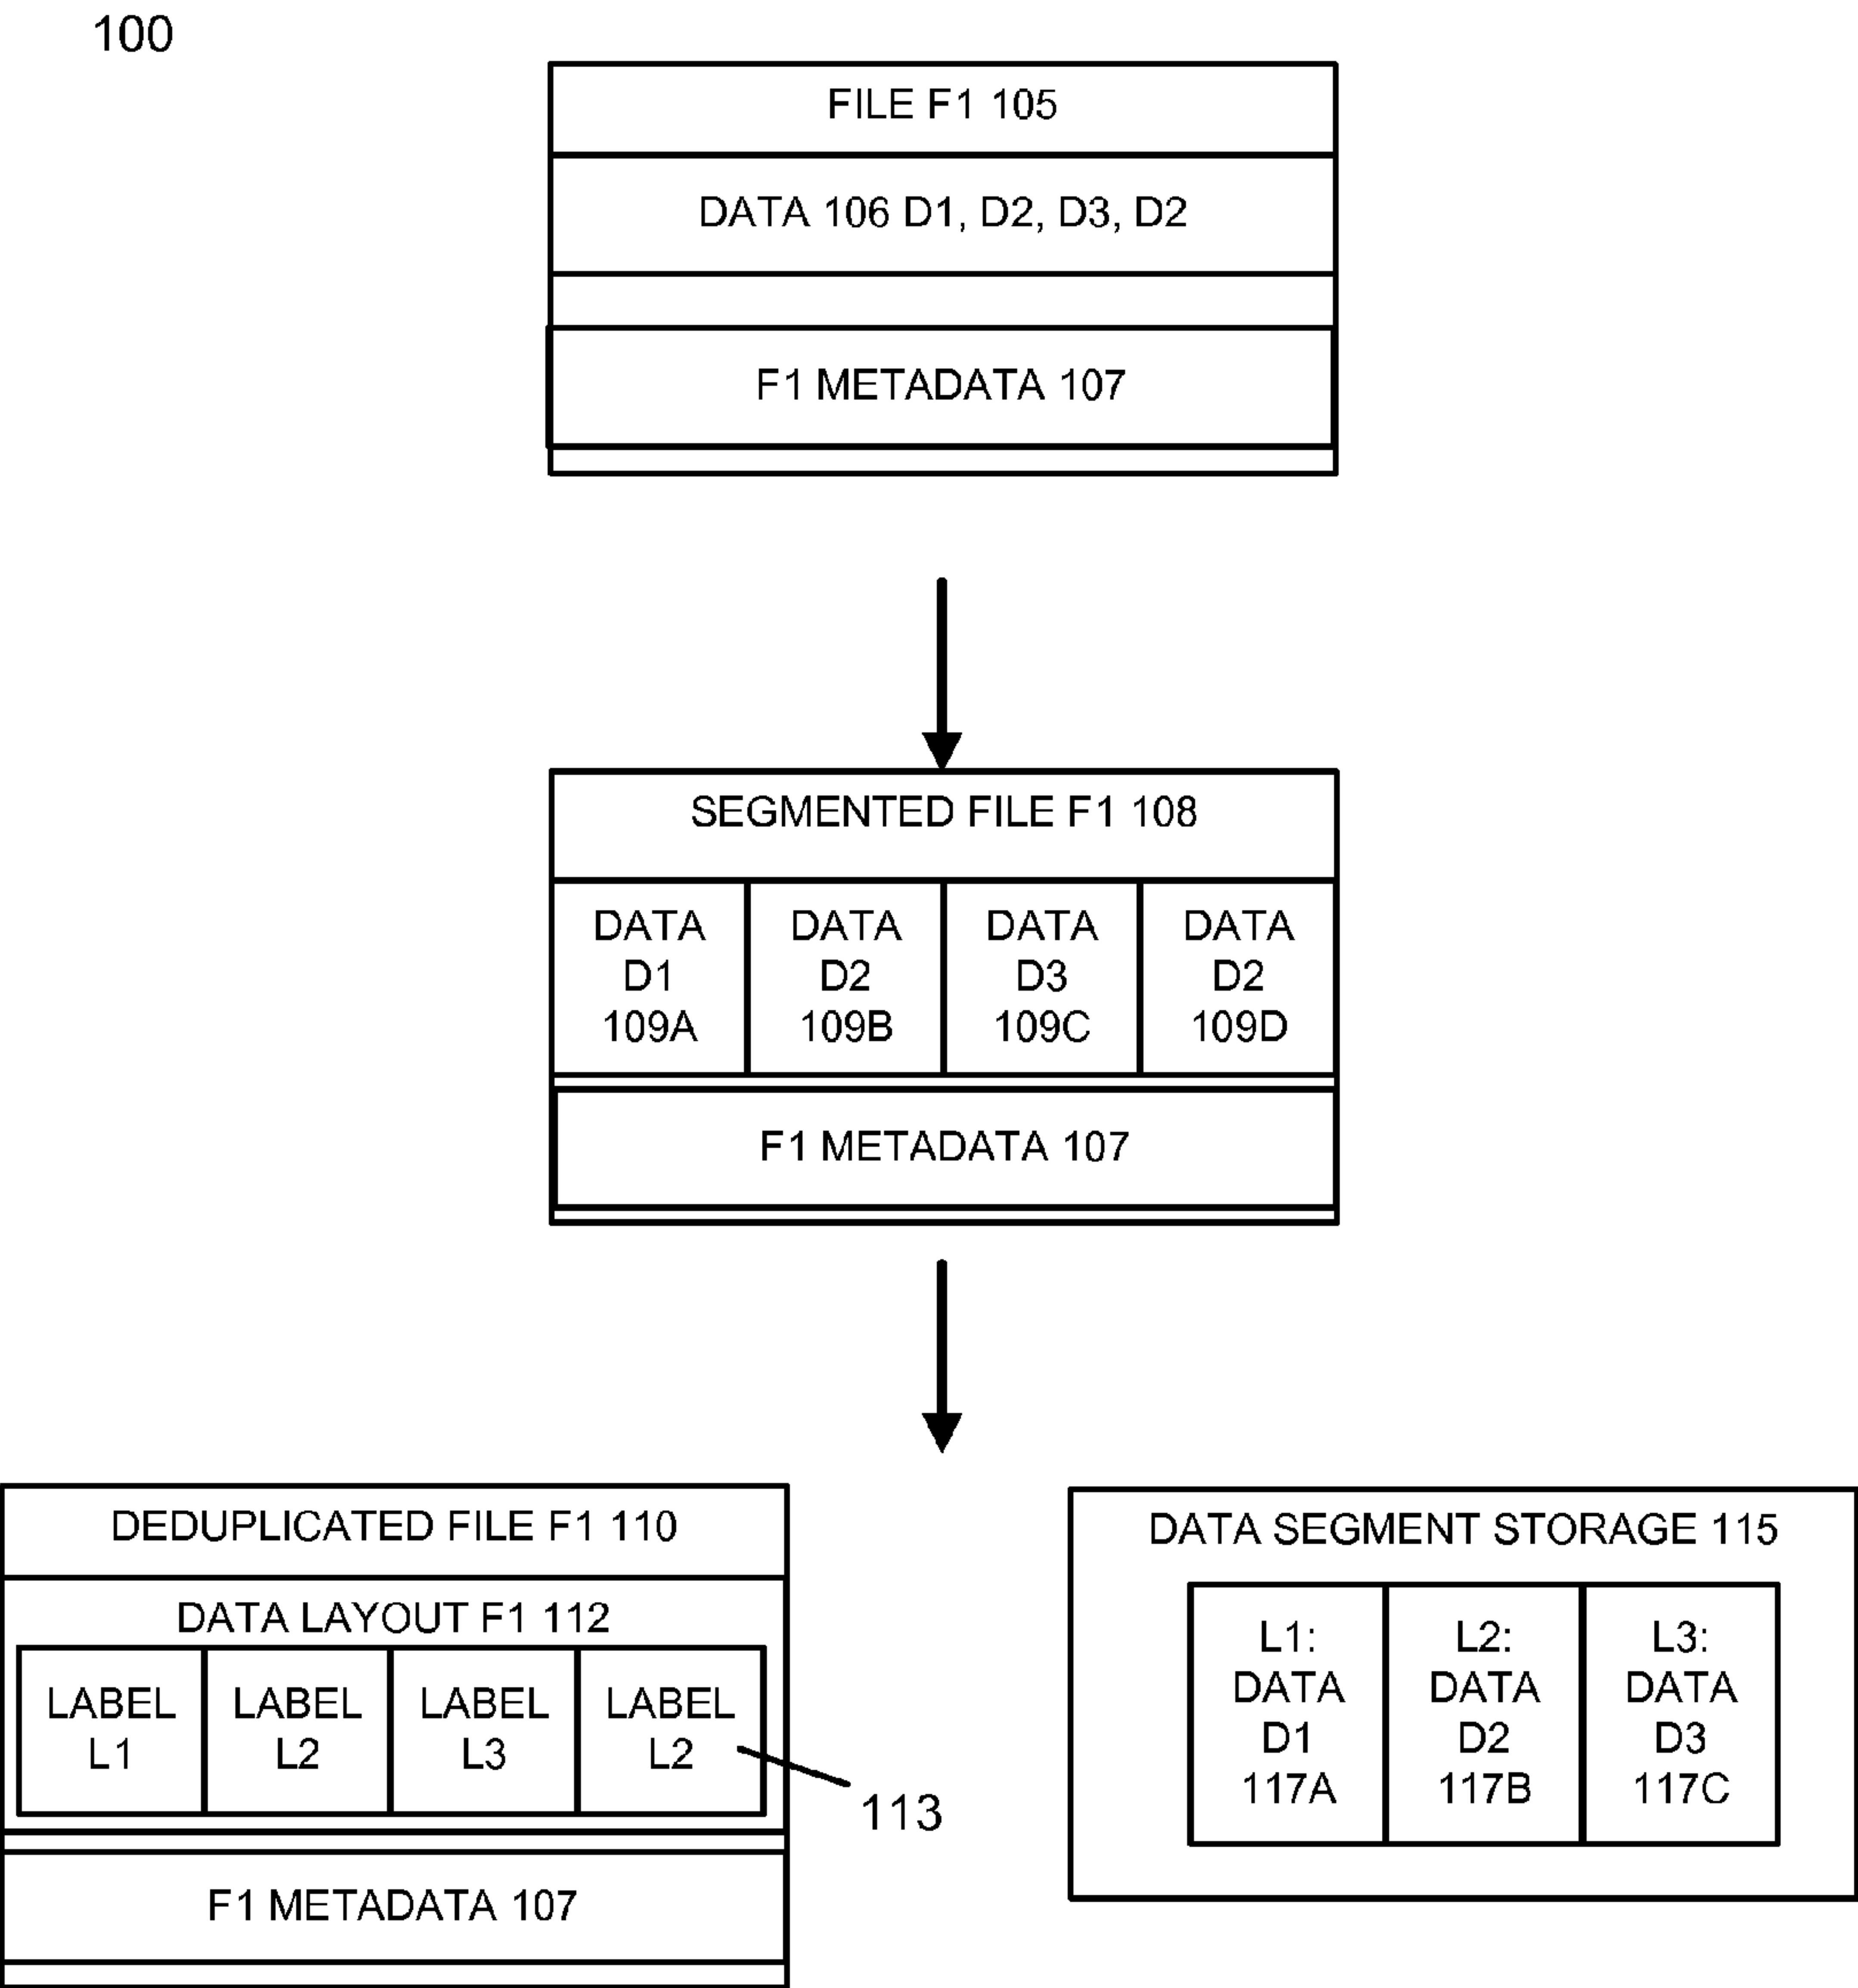 100
FILE F1 105
DATA 106 D1, D2, D3, D2
F1 METADATA 107
SEGMENTED FILE F1 108
DATA
D1
109A
DATA
D2
109B
DATA
D3
109C
DATA
D2
109D
F1 METADATA 107
DEDUPLICATED FILE F1 110
DATA LAYOUT F1 112
LABEL
L1
LABEL
L2
LABEL
L3
LABEL
L2
113
F1 METADATA 107
DATA SEGMENT STORAGE 115
L1:
DATA
D1
117A
L2:
DATA
D2
117B
L3:
DATA
D3
117C